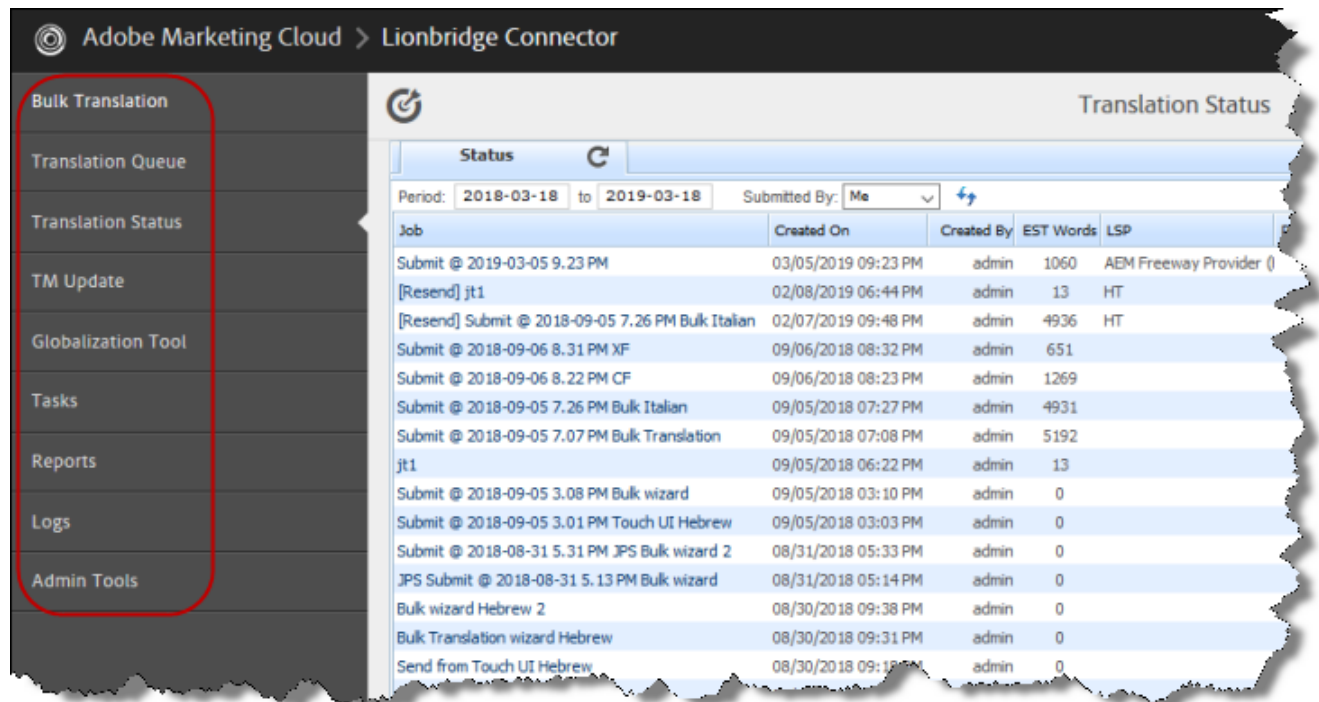 Adobe Marketing Cloud > Lionbridge Connector
Bulk Translation
Translation Queue
Translation Status
TM Update
Globalization Tool
Tasks
Reports
Logs
Admin Tools
Translation Status
Status
Period: 2018-03-18 to 2019-03-18 Submitted By: Me
Job Created On Created By EST Words LSP
Submit @ 2019-03-05 9.23 PM 03/05/2019 09:23 PM admin 1060 AEM Freeway Provider (
[Resend] jt1 02/08/2019 06:44 PM admin 13 HT
[Resend] Submit @ 2018-09-05 7.26 PM Bulk Italian 02/07/2019 09:48 PM admin 4936 HT
Submit @ 2018-09-06 8.31 PM XF 09/06/2018 08:32 PM admin 651
Submit @ 2018-09-06 8.22 PM CF 09/06/2018 08:23 PM admin 1269
Submit @ 2018-09-05 7.26 PM Bulk Italian 09/05/2018 07:27 PM admin 4931
Submit @ 2018-09-05 7.07 PM Bulk Translation 09/05/2018 07:08 PM admin 5192
jt1 09/05/2018 06:22 PM admin 13
Submit @ 2018-09-05 3.08 PM Bulk wizard 09/05/2018 03:10 PM admin 0
Submit @ 2018-09-05 3.01 PM Touch UI Hebrew 09/05/2018 03:03 PM admin 0
Submit @ 2018-08-31 5.31 PM JPS Bulk wizard 2 08/31/2018 05:33 PM admin 0
JPS Submit @ 2018-08-31 5.13 PM Bulk wizard 08/31/2018 05:14 PM admin 0
Bulk wizard Hebrew 2 08/30/2018 09:38 PM admin 0
Bulk Translation wizard Hebrew 08/30/2018 09:31 PM admin 0
Send from Touch UI Hebrew 08/30/2018 admin 0